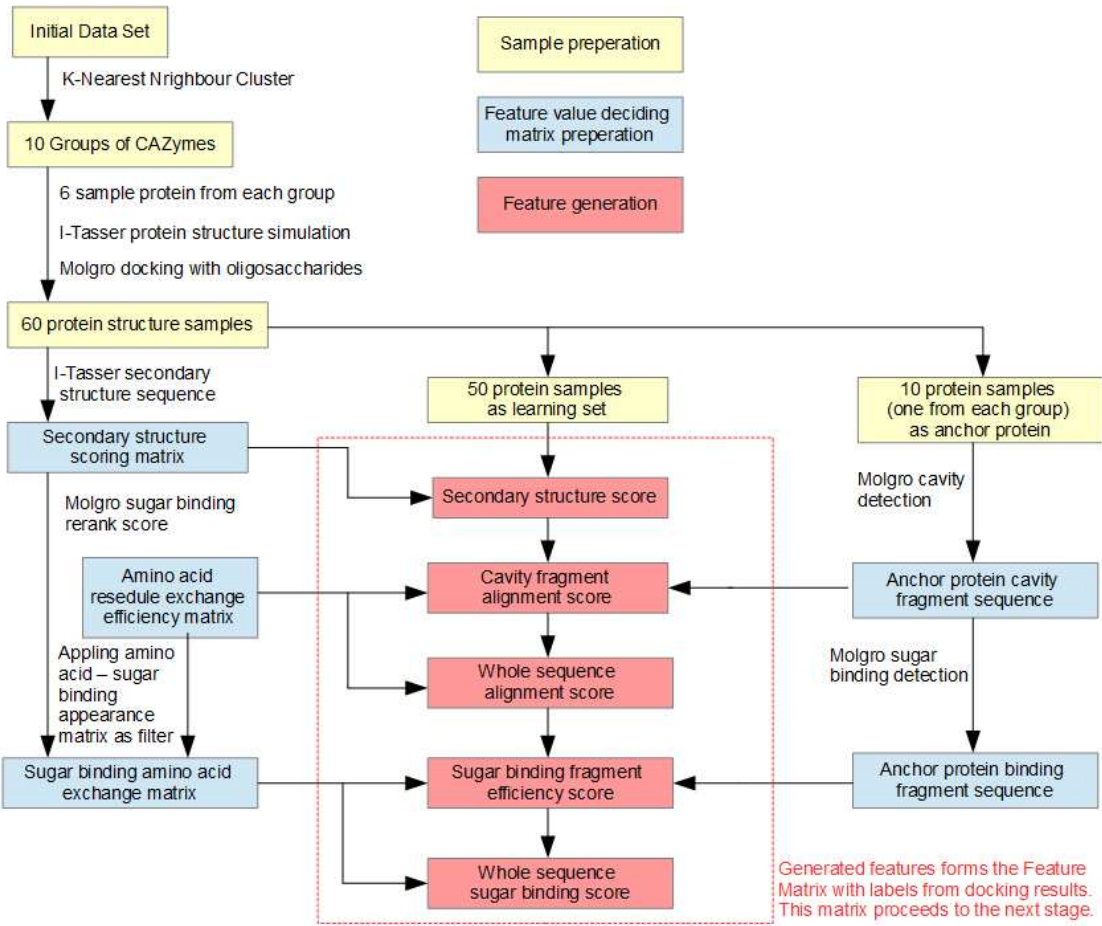 Initial Data Set
Sample preperation
K-Nearest Nrighbour Cluster
Feature value deciding
matrix preperation
10 Groups of CAZymes
6 sample protein from each group
Feature generation
I-Tasser protein structure simulation
Molgro docking with oligosaccharides
60 protein structure samples
I-Tasser secondary
structure sequence
50 protein samples
as learning set
10 protein samples
(one from each group)
as anchor protein
Secondary structure
scoring matrix
Molgro cavity
detection
Secondary structure score
Molgro sugar binding
rerank score
Amino acid
resedule exchange
efficiency matrix
Cavity fragment
alignment score
Anchor protein cavity
fragment sequence
Appling amino
acid – sugar
binding
appearance
matrix as filter
Whole sequence
alignment score
Molgro sugar
binding detection
Sugar binding amino acid
exchange matrix
Sugar binding fragment
efficiency score
Anchor protein binding
fragment sequence
Whole sequence
sugar binding score
Generated features forms the Feature
Matrix with labels from docking results.
This matrix proceeds to the next stage.